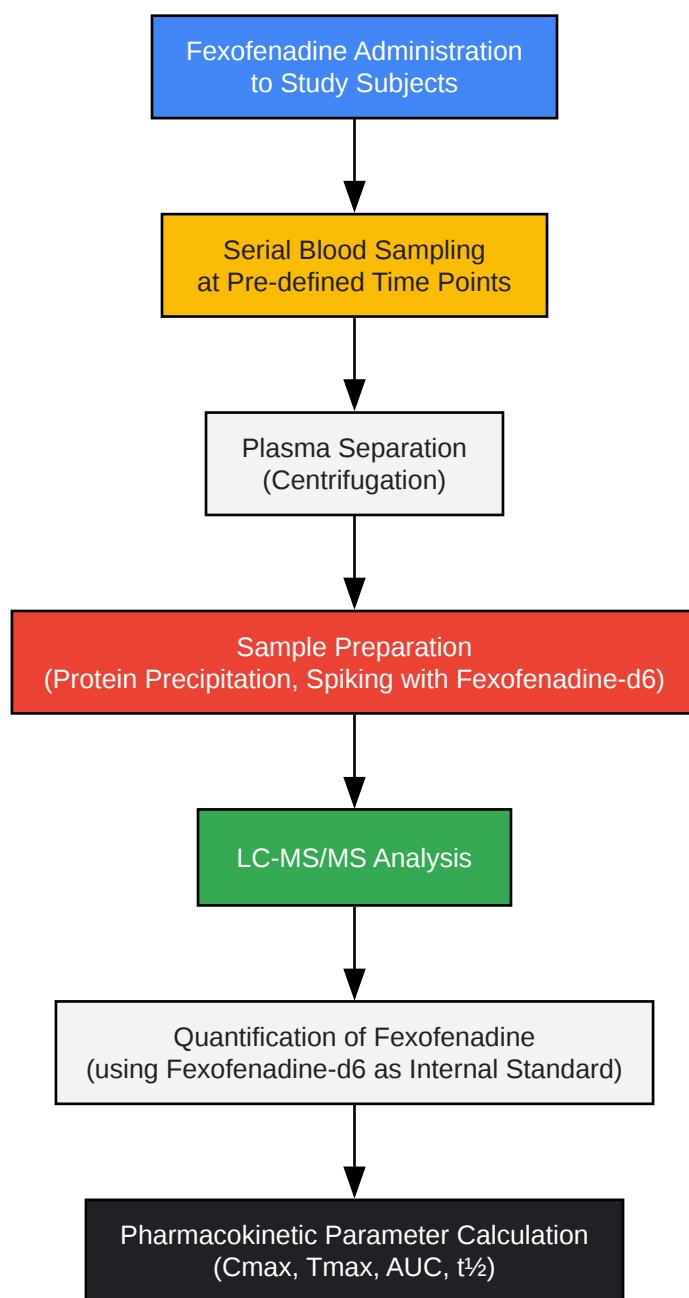 Fexofenadine Administration
to Study Subjects
Serial Blood Sampling
at Pre-defined Time Points
Plasma Separation
(Centrifugation)
Sample Preparation
(Protein Precipitation, Spiking with Fexofenadine-d6)
LC-MS/MS Analysis
Quantification of Fexofenadine
(using Fexofenadine-d6 as Internal Standard)
Pharmacokinetic Parameter Calculation
(Cmax, Tmax, AUC, t½)